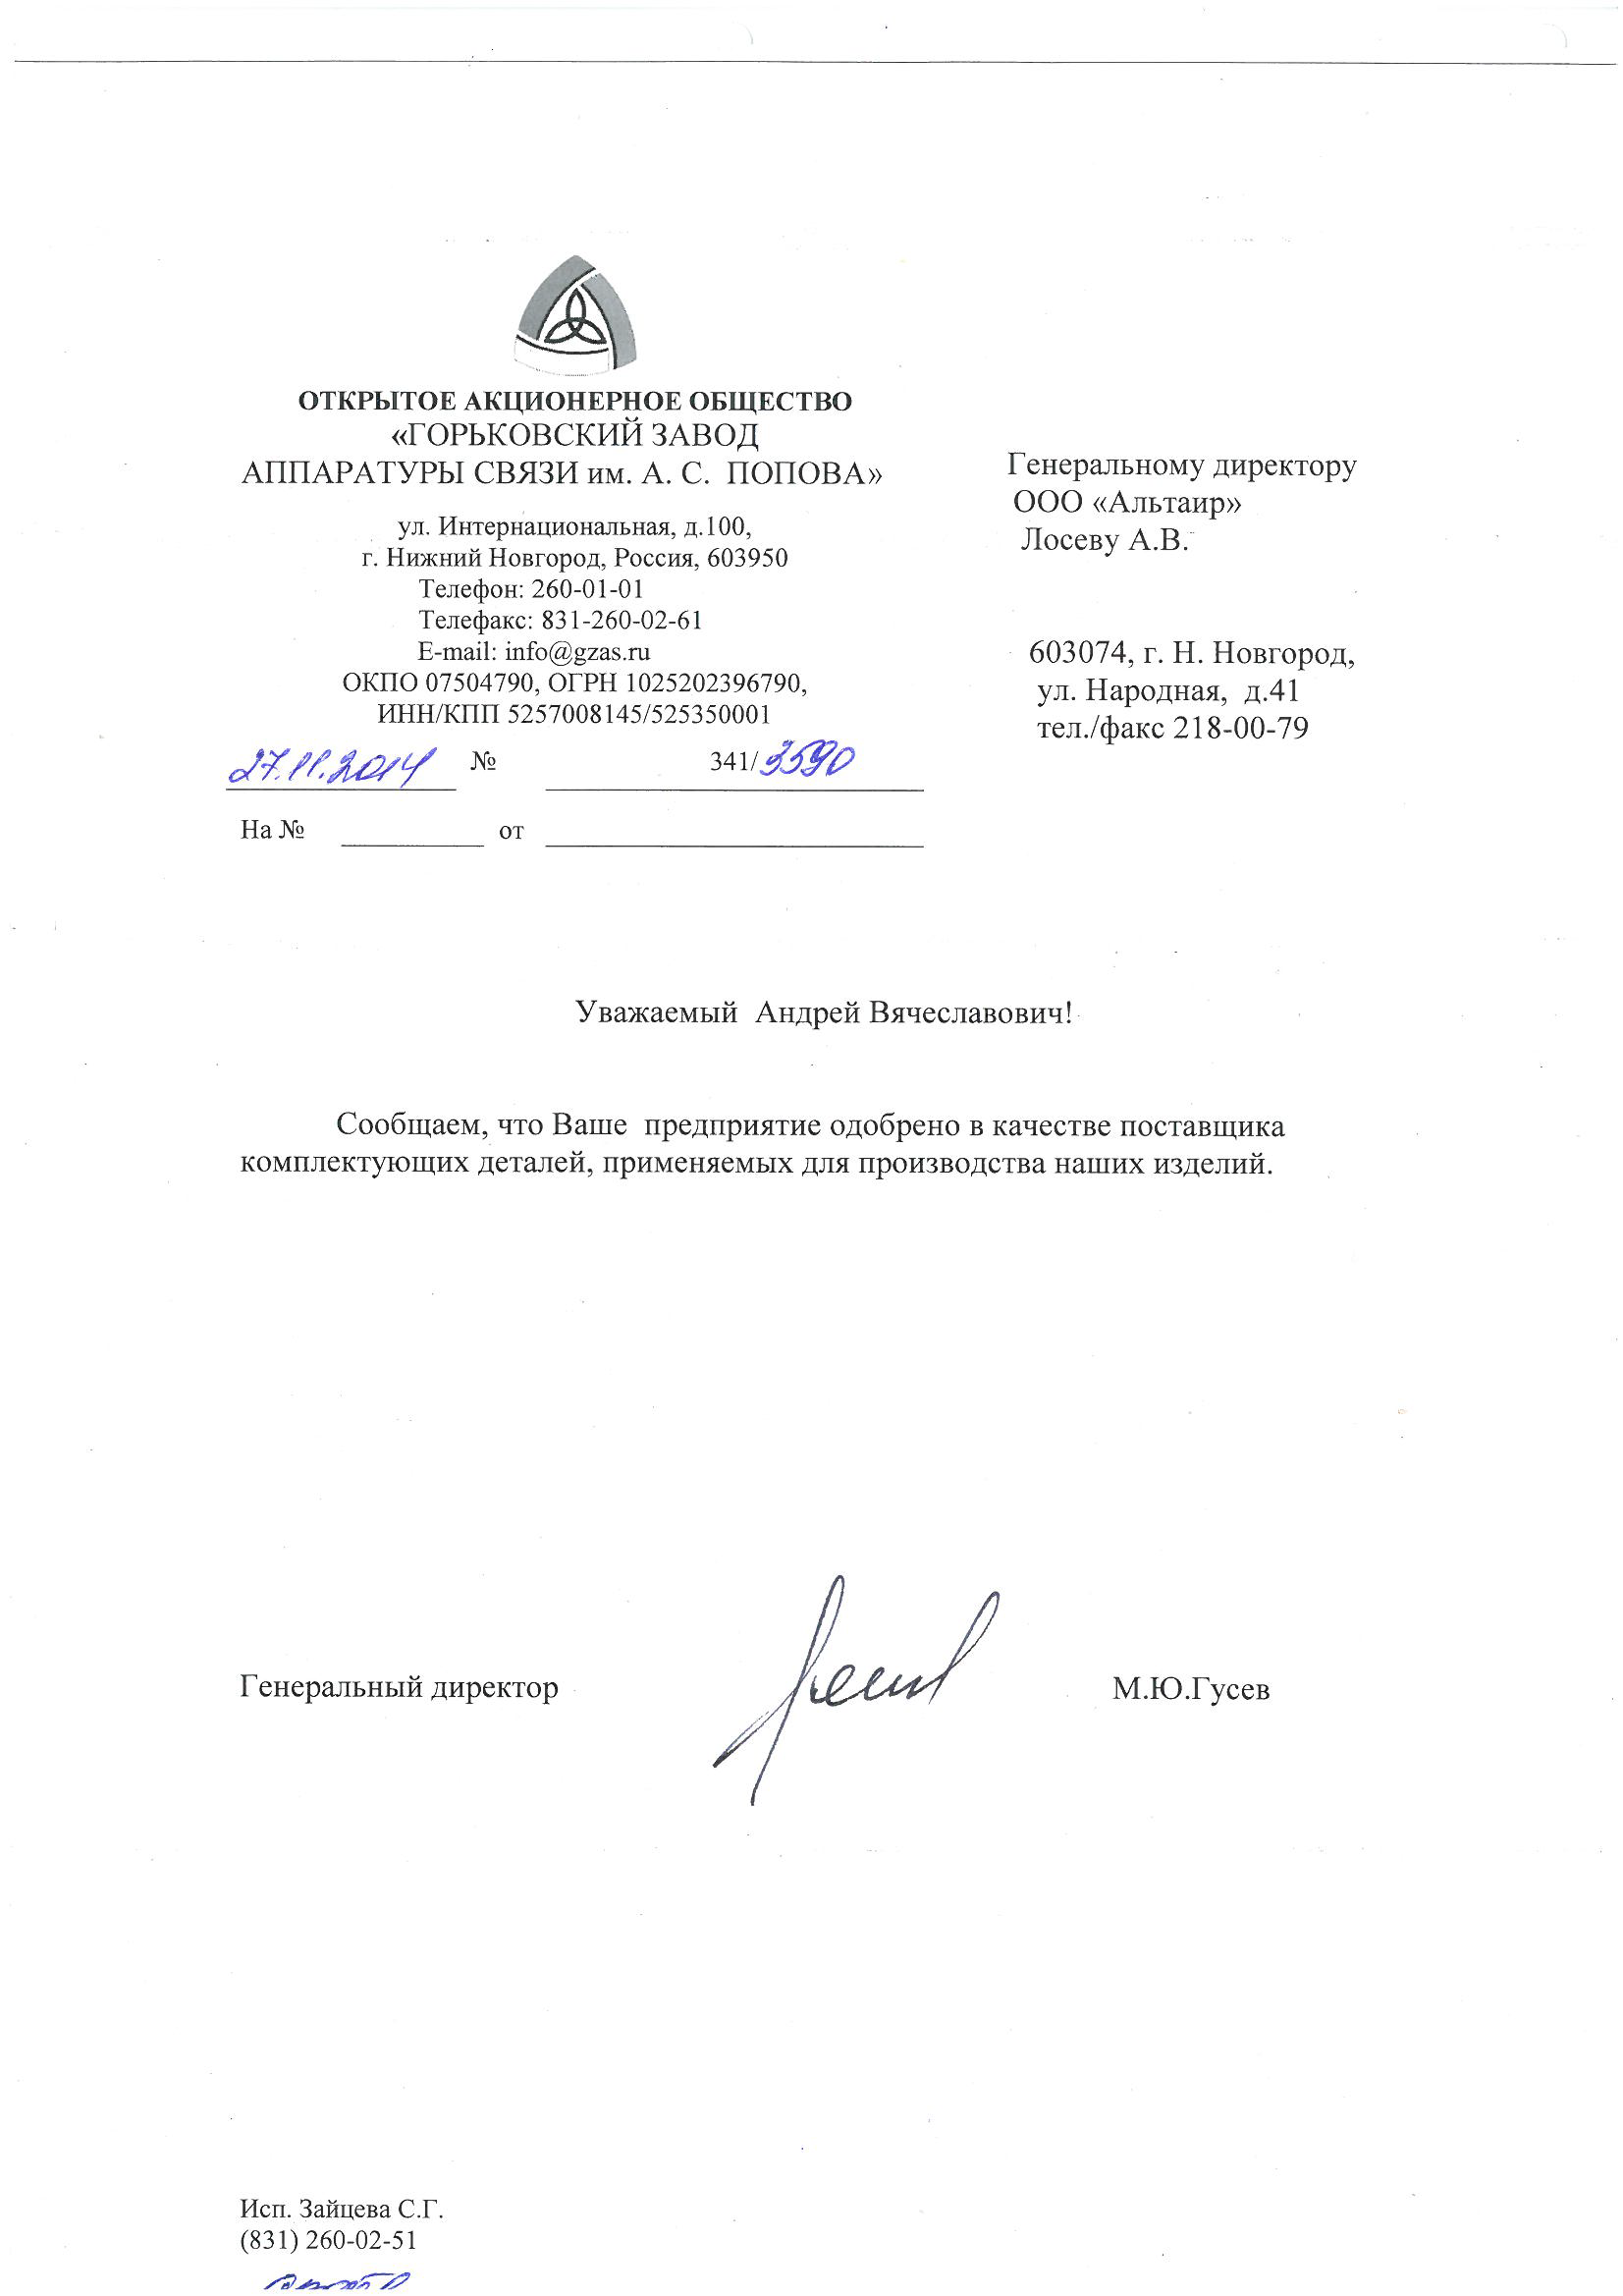 ОТКРЫТОЕ АКЦИОНЕРНОЕ ОБЩЕСТВО
«ГОРЬКОВСКИЙ ЗАВОД
АППАРАТУРЫ СВЯЗИ им. А. С. ПОПОВА»
ул. Интернациональная, д.100,
г. Нижний Новгород, Россия, 603950
Телефон: 260-01-01
Телефакс: 831-260-02-61
E-mail: info@gzas.ru
ОКПО 07504790, ОГРН 1025202396790,
ИНН/КПП 5257008145/525350001
27.11.2014 № 341/3590
На № от
Генеральному директору
ООО «Альтаир»
Лосеву А.В.
603074, г. Н. Новгород,
ул. Народная, д.41
тел./факс 218-00-79
Уважаемый Андрей Вячеславович!
Сообщаем, что Ваше предприятие одобрено в качестве поставщика
комплектующих деталей, применяемых для производства наших изделий.
Генеральный директор М.Ю.Гусев
Исп. Зайцева С.Г.
(831) 260-02-51